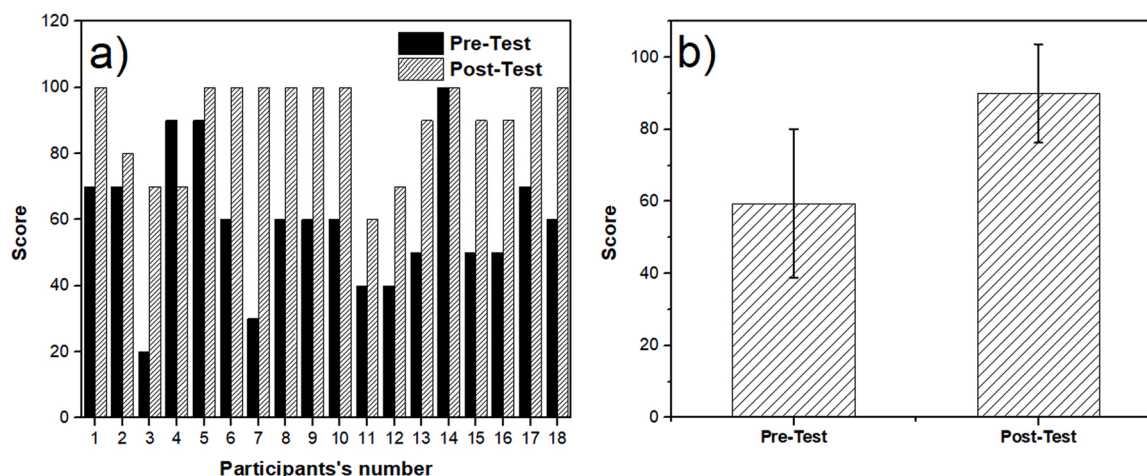 a)
Pre-Test
Post-Test
120
100
80
60
40
20
0
Score
1 2 3 4 5 6 7 8 9 10 11 12 13 14 15 16 17 18
Participants's number
b)
100
80
60
40
20
0
Score
Pre-Test Post-Test